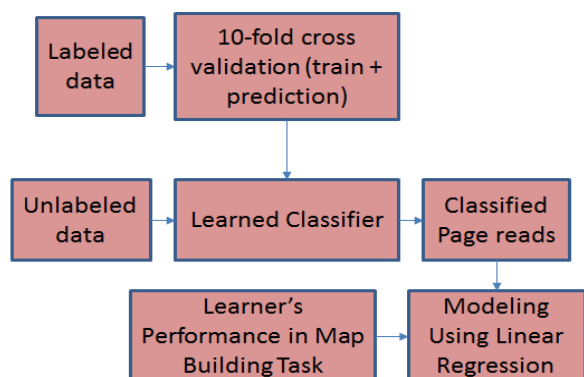 Labeled
data
10-fold cross
validation (train +
prediction)
Unlabeled
data
Learned Classifier
Classified
Page reads
Learner's
Performance in Map
Building Task
Modeling
Using Linear
Regression